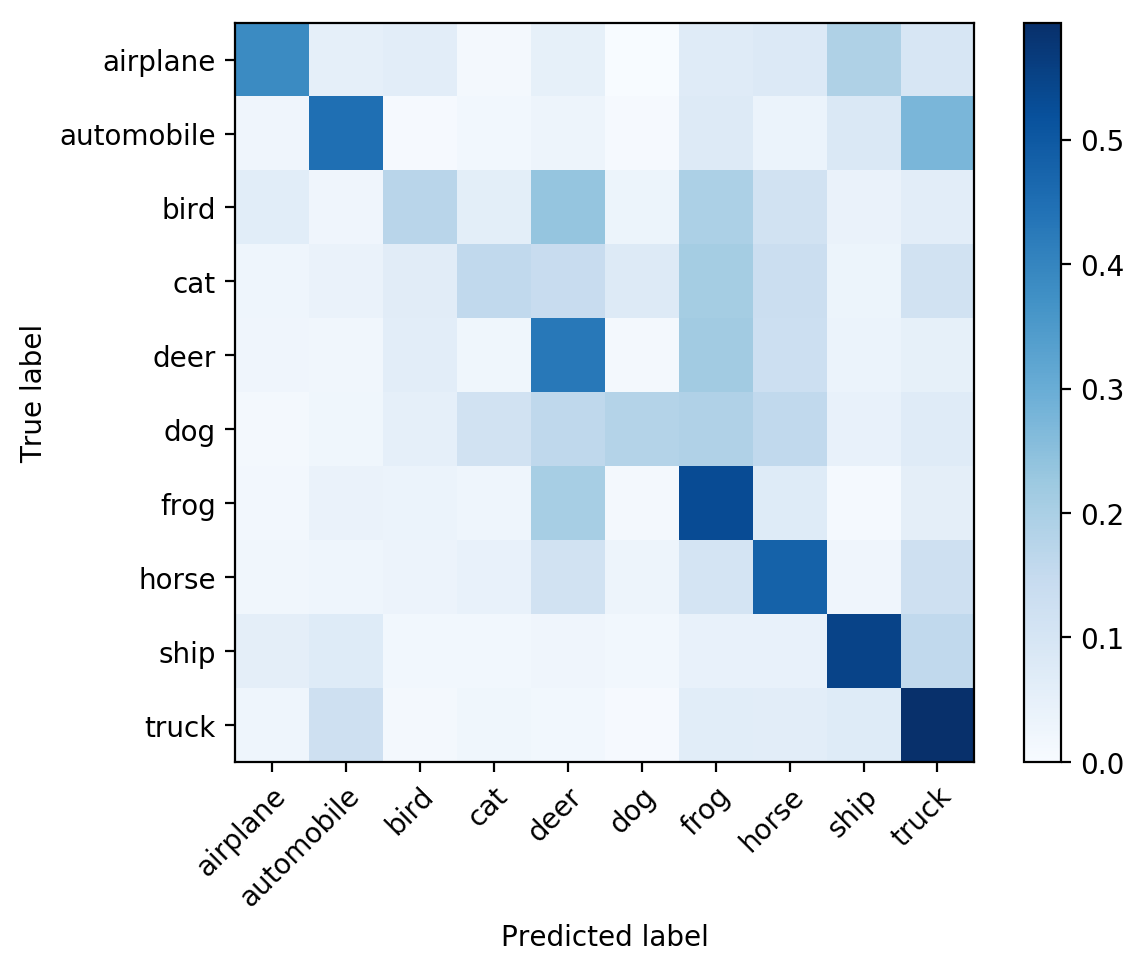 airplane
automobile
bird
cat
deer
dog
frog
horse
ship
truck
True label
airplane
automobile
bird
cat
deer
dog
frog
horse
ship
truck
Predicted label
0.5
0.4
0.3
0.2
0.1
0.0